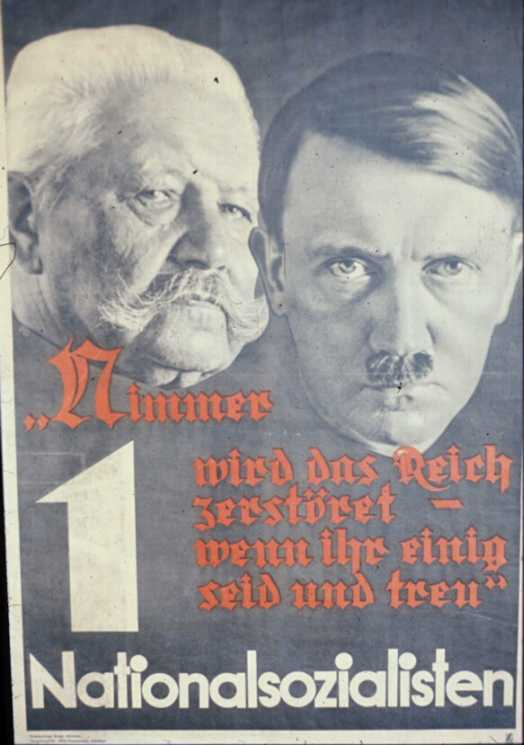 „Nimmer
1
wird das Reich
zerstöret –
wenn ihr einig
seid und treu“
Nationalsozialisten